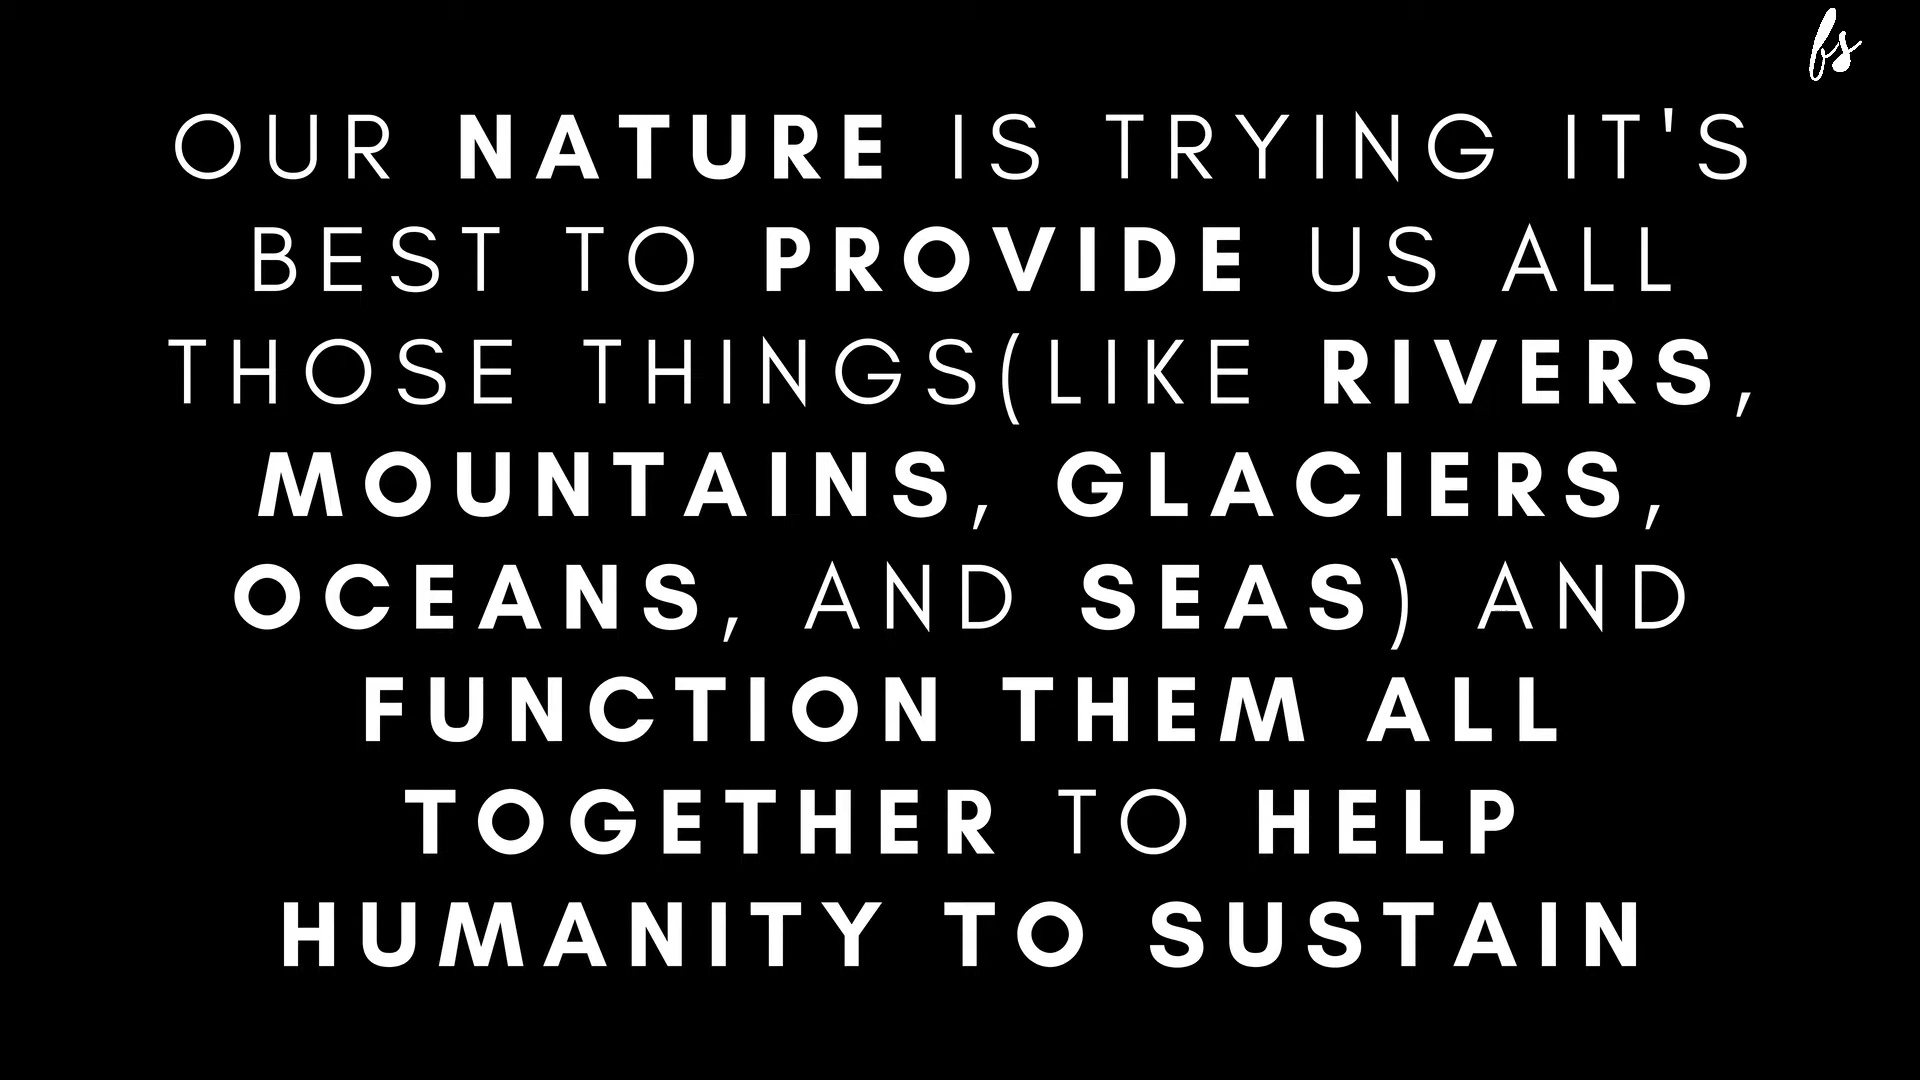 fs
OUR NATURE IS TRYING IT'S
BEST TO PROVIDE US ALL
THOSE THINGS(LIKE RIVERS,
MOUNTAINS, GLACIERS,
OCEANS, AND SEAS) AND
FUNCTION THEM ALL
TOGETHER TO HELP
HUMANITY TO SUSTAIN